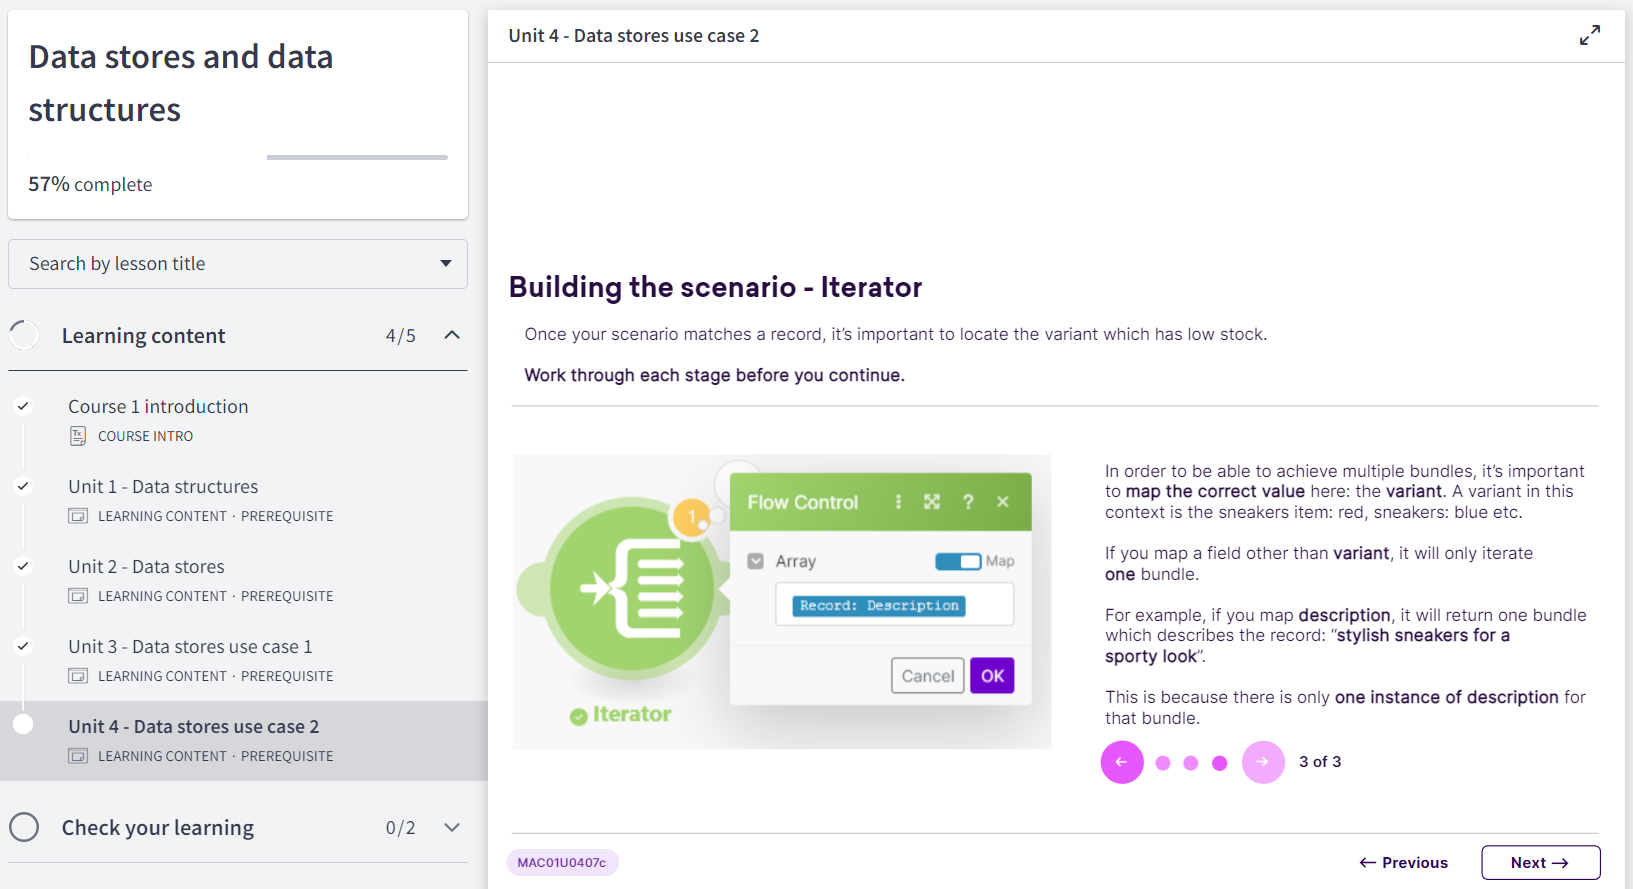 Data stores and data
structures
57% complete
Search by lesson title
Learning content 4/5
Course 1 introduction
COURSE INTRO
Unit 1 - Data structures
LEARNING CONTENT · PREREQUISITE
Unit 2 - Data stores
LEARNING CONTENT · PREREQUISITE
Unit 3 - Data stores use case 1
LEARNING CONTENT · PREREQUISITE
Unit 4 - Data stores use case 2
LEARNING CONTENT · PREREQUISITE
Check your learning 0/2
Unit 4 - Data stores use case 2
Building the scenario - Iterator
Once your scenario matches a record, it’s important to locate the variant which has low stock.
Work through each stage before you continue.
1
Flow Control ?
Array Map
Record: Description
Cancel OK
Iterator
In order to be able to achieve multiple bundles, it’s important
to map the correct value here: the variant. A variant in this
context is the sneakers item: red, sneakers: blue etc.
If you map a field other than variant, it will only iterate
one bundle.
For example, if you map description, it will return one bundle
which describes the record: “stylish sneakers for a
sporty look”.
This is because there is only one instance of description for
that bundle.
3 of 3
MAC01U0407c
← Previous
Next →